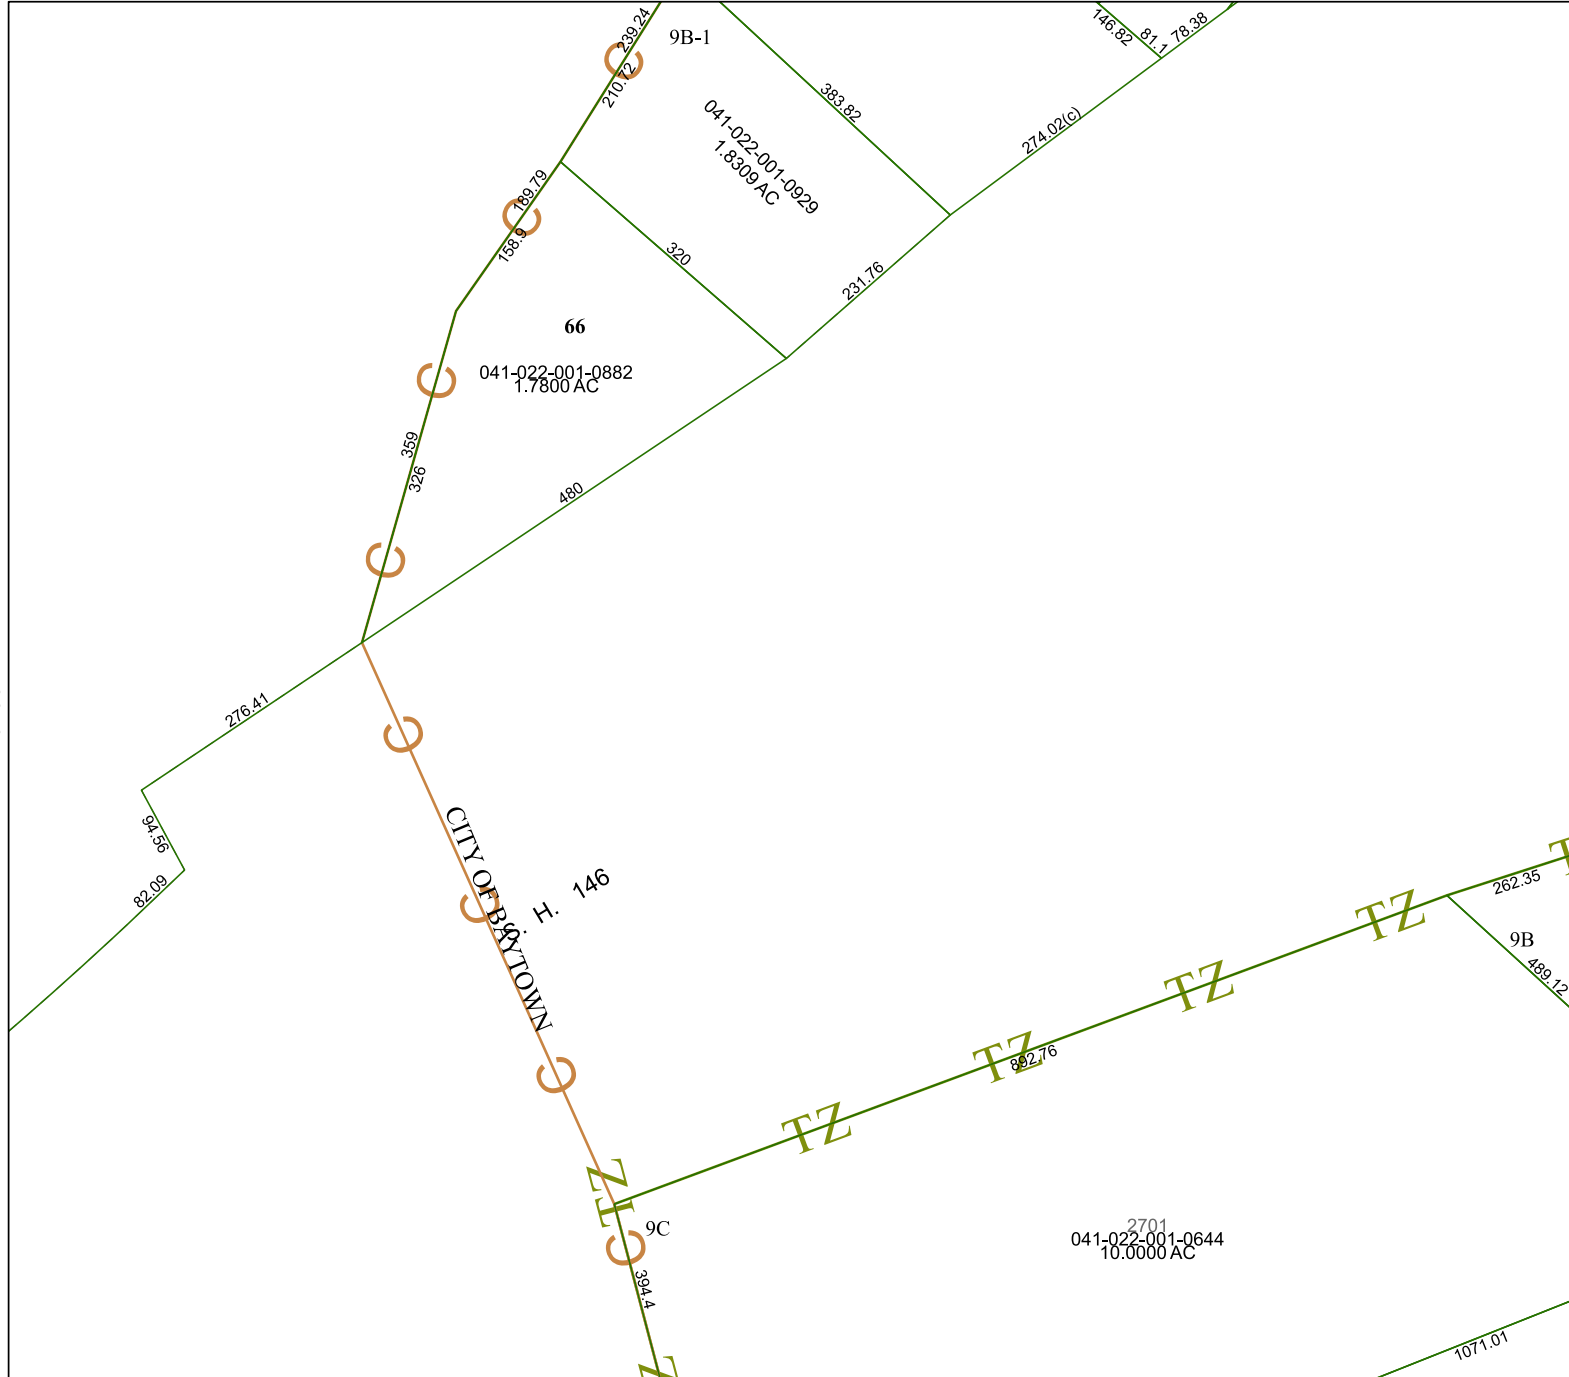 239.24
9B-1
146.82
81.1
78.38
C
210.72
383.82
041-022-001-0929
1.8309 AC
274.02(c)
189.79
C
158.9
320
231.76
66
041-022-001-0882
1.7800 AC
C
359
326
480
C
276.41
C
94.56
82.09
CITY OF BAYTOWN
C
S. H. 146
262.35
TZ
9B
489.12
TZ
TZ
892.76
C
TZ
TZ
9C
C
2701
041-022-001-0644
10.0000 AC
394.4
1071.01